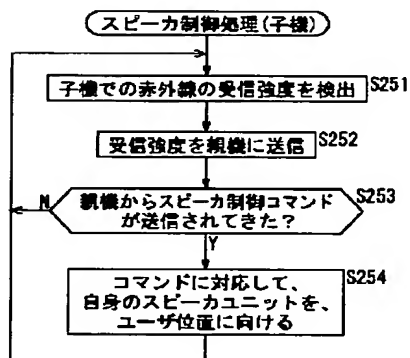 スピーカ制御処理(子機)
子機での赤外線の受信強度を検出
S251
受信強度を親機に送信
S252
親機からスピーカ制御コマンド
が送信されてきた?
S253
N
Y
コマンドに対応して、
自身のスピーカユニットを、
ユーザ位置に向ける
S254